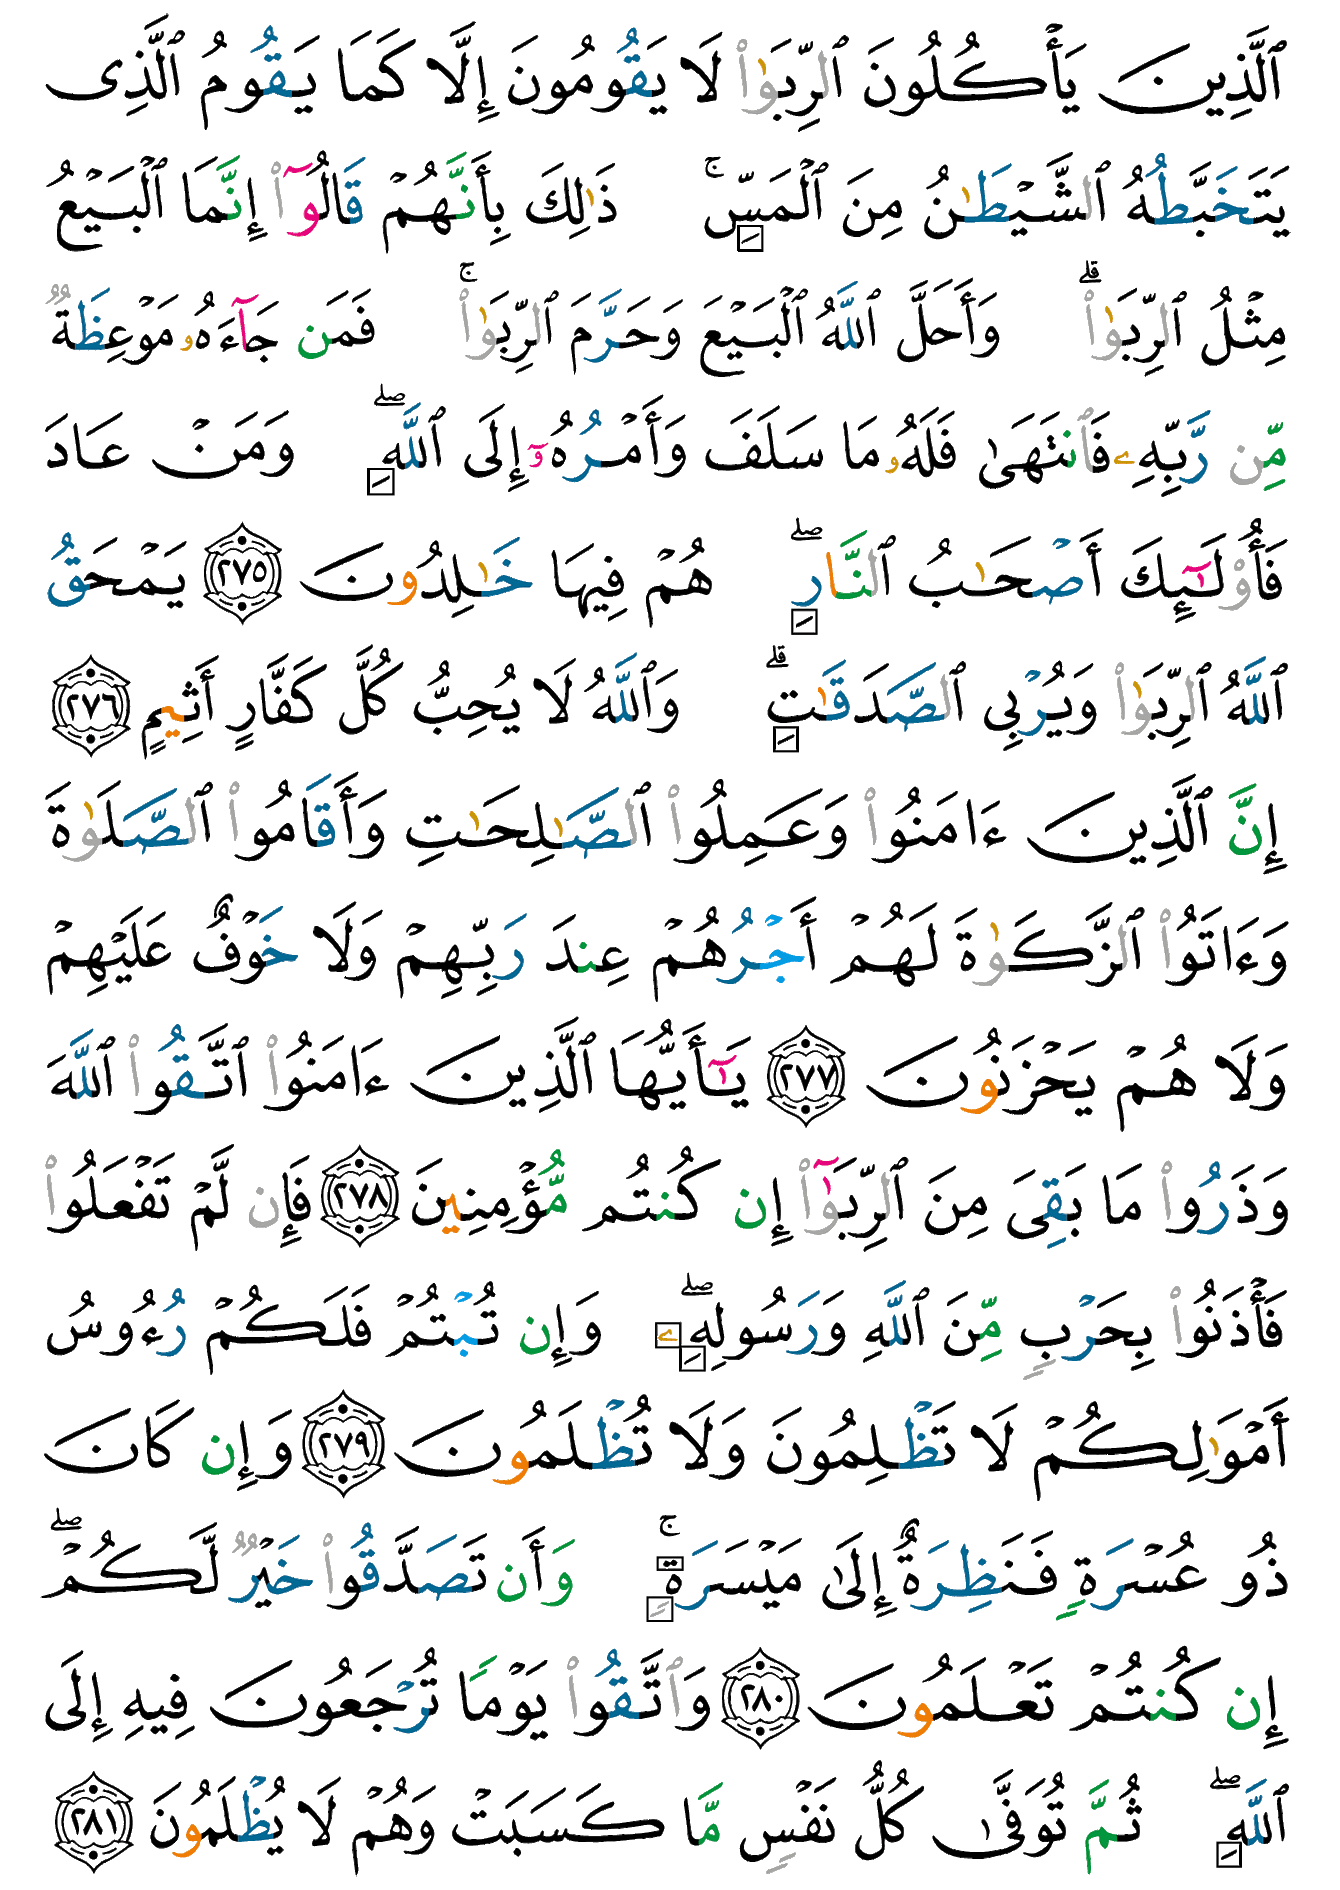 ٱلَّذِينَ يَأۡكُلُونَ ٱلرِّبَوٰاْ لَا يَقُومُونَ إِلَّا كَمَا يَقُومُ ٱلَّذِى
يَتَخَبَّطُهُ ٱلشَّيۡطَٰنُ مِنَ ٱلۡمَسِّۚ ذَٰلِكَ بِأَنَّهُمۡ قَالُوٓاْ إِنَّمَا ٱلۡبَيۡعُ
مِثۡلُ ٱلرِّبَوٰاْۗ وَأَحَلَّ ٱللَّهُ ٱلۡبَيۡعَ وَحَرَّمَ ٱلرِّبَوٰاْۚ فَمَن جَآءَهُۥ مَوۡعِظَةٌ
مِّن رَّبِّهِۦ فَٱنتَهَىٰ فَلَهُۥ مَا سَلَفَ وَأَمۡرُهُۥٓ إِلَى ٱللَّهِۖ وَمَنۡ عَادَ
فَأُوْلَٰٓئِكَ أَصۡحَٰبُ ٱلنَّارِۖ هُمۡ فِيهَا خَٰلِدُونَ ٢٧٥ يَمۡحَقُ
ٱللَّهُ ٱلرِّبَوٰاْ وَيُرۡبِى ٱلصَّدَقَٰتِۗ وَٱللَّهُ لَا يُحِبُّ كُلَّ كَفَّارٍ أَثِيمٍ ٢٧٦
إِنَّ ٱلَّذِينَ ءَامَنُواْ وَعَمِلُواْ ٱلصَّٰلِحَٰتِ وَأَقَامُواْ ٱلصَّلَوٰةَ
وَءَاتَوُاْ ٱلزَّكَوٰةَ لَهُمۡ أَجۡرُهُمۡ عِندَ رَبِّهِمۡ وَلَا خَوۡفٌ عَلَيۡهِمۡ
وَلَا هُمۡ يَحۡزَنُونَ ٢٧٧ يَٰٓأَيُّهَا ٱلَّذِينَ ءَامَنُواْ ٱتَّقُواْ ٱللَّهَ
وَذَرُواْ مَا بَقِىَ مِنَ ٱلرِّبَوٰٓاْ إِن كُنتُم مُّؤۡمِنِينَ ٢٧٨ فَإِن لَّمۡ تَفۡعَلُواْ
فَأۡذَنُواْ بِحَرۡبٍ مِّنَ ٱللَّهِ وَرَسُولِهِۦۖ وَإِن تُبۡتُمۡ فَلَكُمۡ رُءُوسُ
أَمۡوَٰلِكُمۡ لَا تَظۡلِمُونَ وَلَا تُظۡلَمُونَ ٢٧٩ وَإِن كَانَ
ذُو عُسۡرَةٍ فَنَظِرَةٌ إِلَىٰ مَيۡسَرَةٍۚ وَأَن تَصَدَّقُواْ خَيۡرٌ لَّكُمۡۖ
إِن كُنتُمۡ تَعۡلَمُونَ ٢٨٠ وَٱتَّقُواْ يَوۡمًا تُرۡجَعُونَ فِيهِ إِلَى
ٱللَّهِۖ ثُمَّ تُوَفَّىٰ كُلُّ نَفۡسٍ مَّا كَسَبَتۡ وَهُمۡ لَا يُظۡلَمُونَ ٢٨١